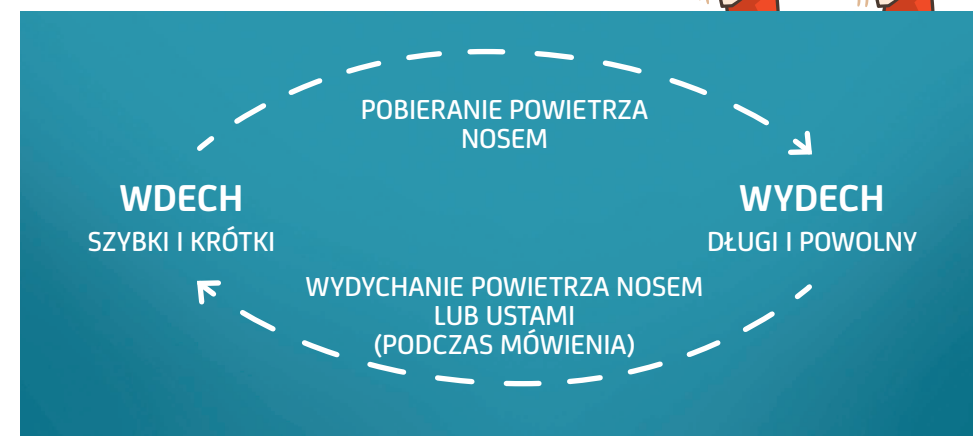 POBIERANIE POWIETRZA
NOSEM
WDECH
SZYBKI I KRÓTKI
WYDECH
DŁUGI I POWOLNY
WYDYCHANIE POWIETRZA NOSEM
LUB USTAMI
(PODCZAS MÓWIENIA)